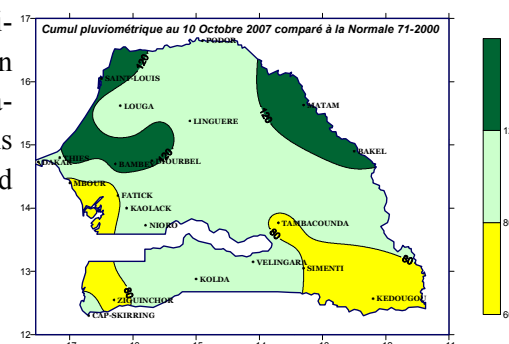 Cumul pluviométrique au 10 Octobre 2007 comparé à la Normale 71-2000
PODOR
120
SAINT-LOUIS
LOUGA
MATAM
120
LINGUERE
THIES
DAKAR
BAMBEY
DIOURBEL
120
BAKEL
MBOUR
FATICK
KAOLACK
NIORO
TAMBACOUNDA
80
VELINGARA
SIMENTI
80
KOLDA
80
ZIGUINCHOR
KEDOUGOU
CAP-SKIRRING
17
16
15
14
13
12